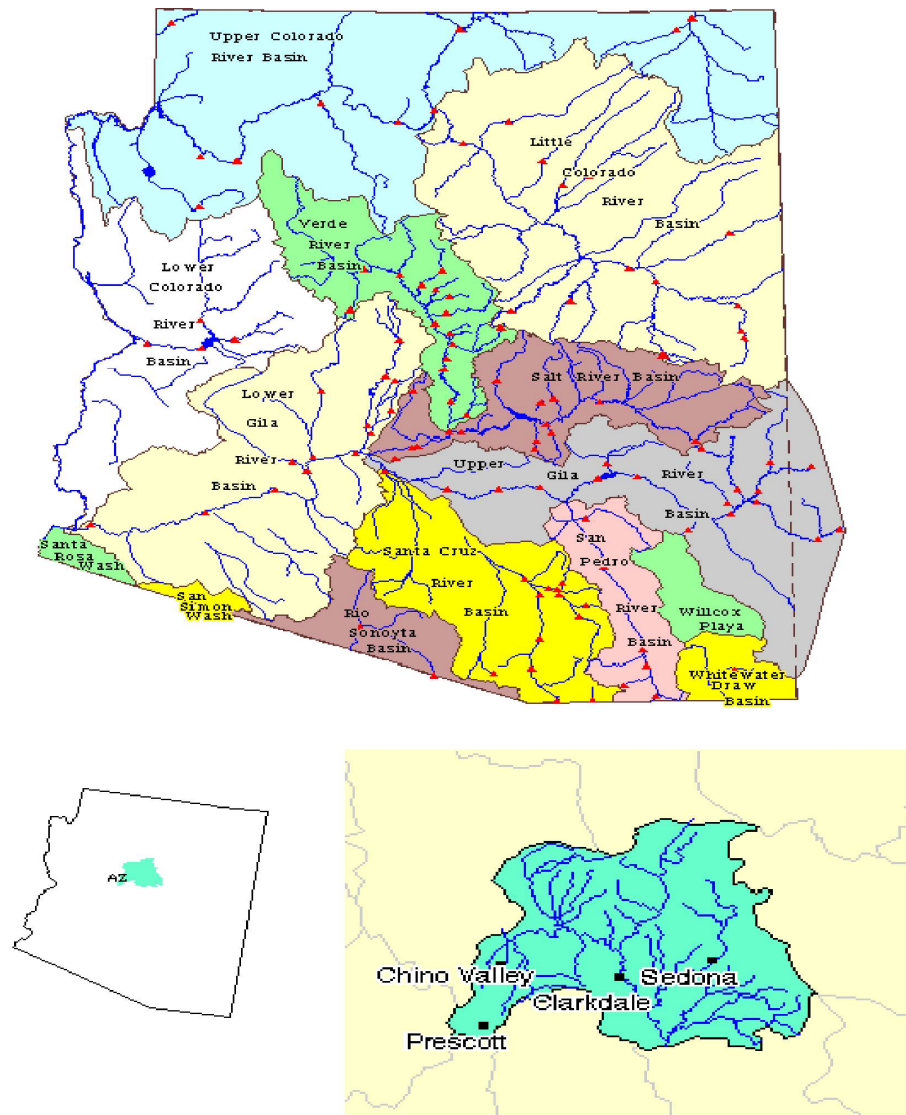 Upper Colorado
River Basin
Little
Colorado
River
Basin
Verde
River
Basin
Lower
Colorado
River
Basin
Salt River Basin
Lower
Gila
River
Basin
Upper
Gila
River
Basin
Santa
Rosa
Wash
San
Simon
Wash
Rio
Sonoyta
Basin
Santa Cruz
River
Basin
San
Pedro
River
Basin
Willcox
Playa
Whitewater
Draw
Basin
AZ
Chino Valley
Sedona
Clarkdale
Prescott